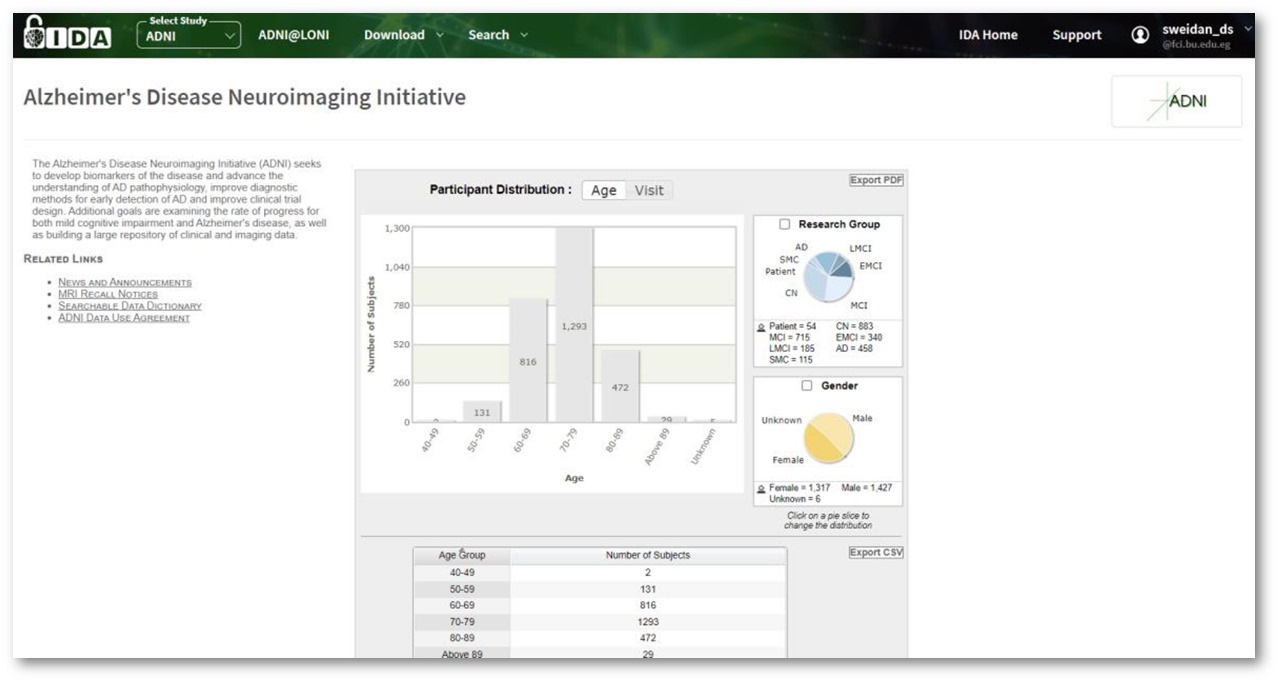 IDA
Select Study
ADNI
ADNI@LONI
Download
Search
IDA Home
Support
sweidan_ds
@fci.bu.edu.eg
Alzheimer's Disease Neuroimaging Initiative
ADNI
The Alzheimer's Disease Neuroimaging Initiative (ADNI) seeks
to develop biomarkers of the disease and advance the
understanding of AD pathophysiology, improve diagnostic
methods for early detection of AD and improve clinical trial
design. Additional goals are examining the rate of progress for
both mild cognitive impairment and Alzheimer's disease, as well
as building a large repository of clinical and imaging data.
RELATED LINKS
NEWS AND ANNOUNCEMENTS
MRI RECALL NOTICES
SEARCHABLE DATA DICTIONARY
ADNI DATA USE AGREEMENT
Participant Distribution : Age Visit
Export PDF
Number of Subjects
1,300
1,040
780
520
260
0
131
816
1,293
472
29
40-49
50-59
60-69
70-79
80-89
Above 89
Unknown
Age
Research Group
AD
LMCI
SMC
EMCI
Patient
CN
MCI
Patient = 54 CN = 883
MCI = 715 EMCI = 340
LMCI = 185 AD = 458
SMC = 115
Gender
Unknown
Male
Female
Female = 1,317 Male = 1,427
Unknown = 6
Click on a pie slice to
change the distribution
Export CSV
Age Group Number of Subjects
40-49 2
50-59 131
60-69 816
70-79 1293
80-89 472
Above 89 29